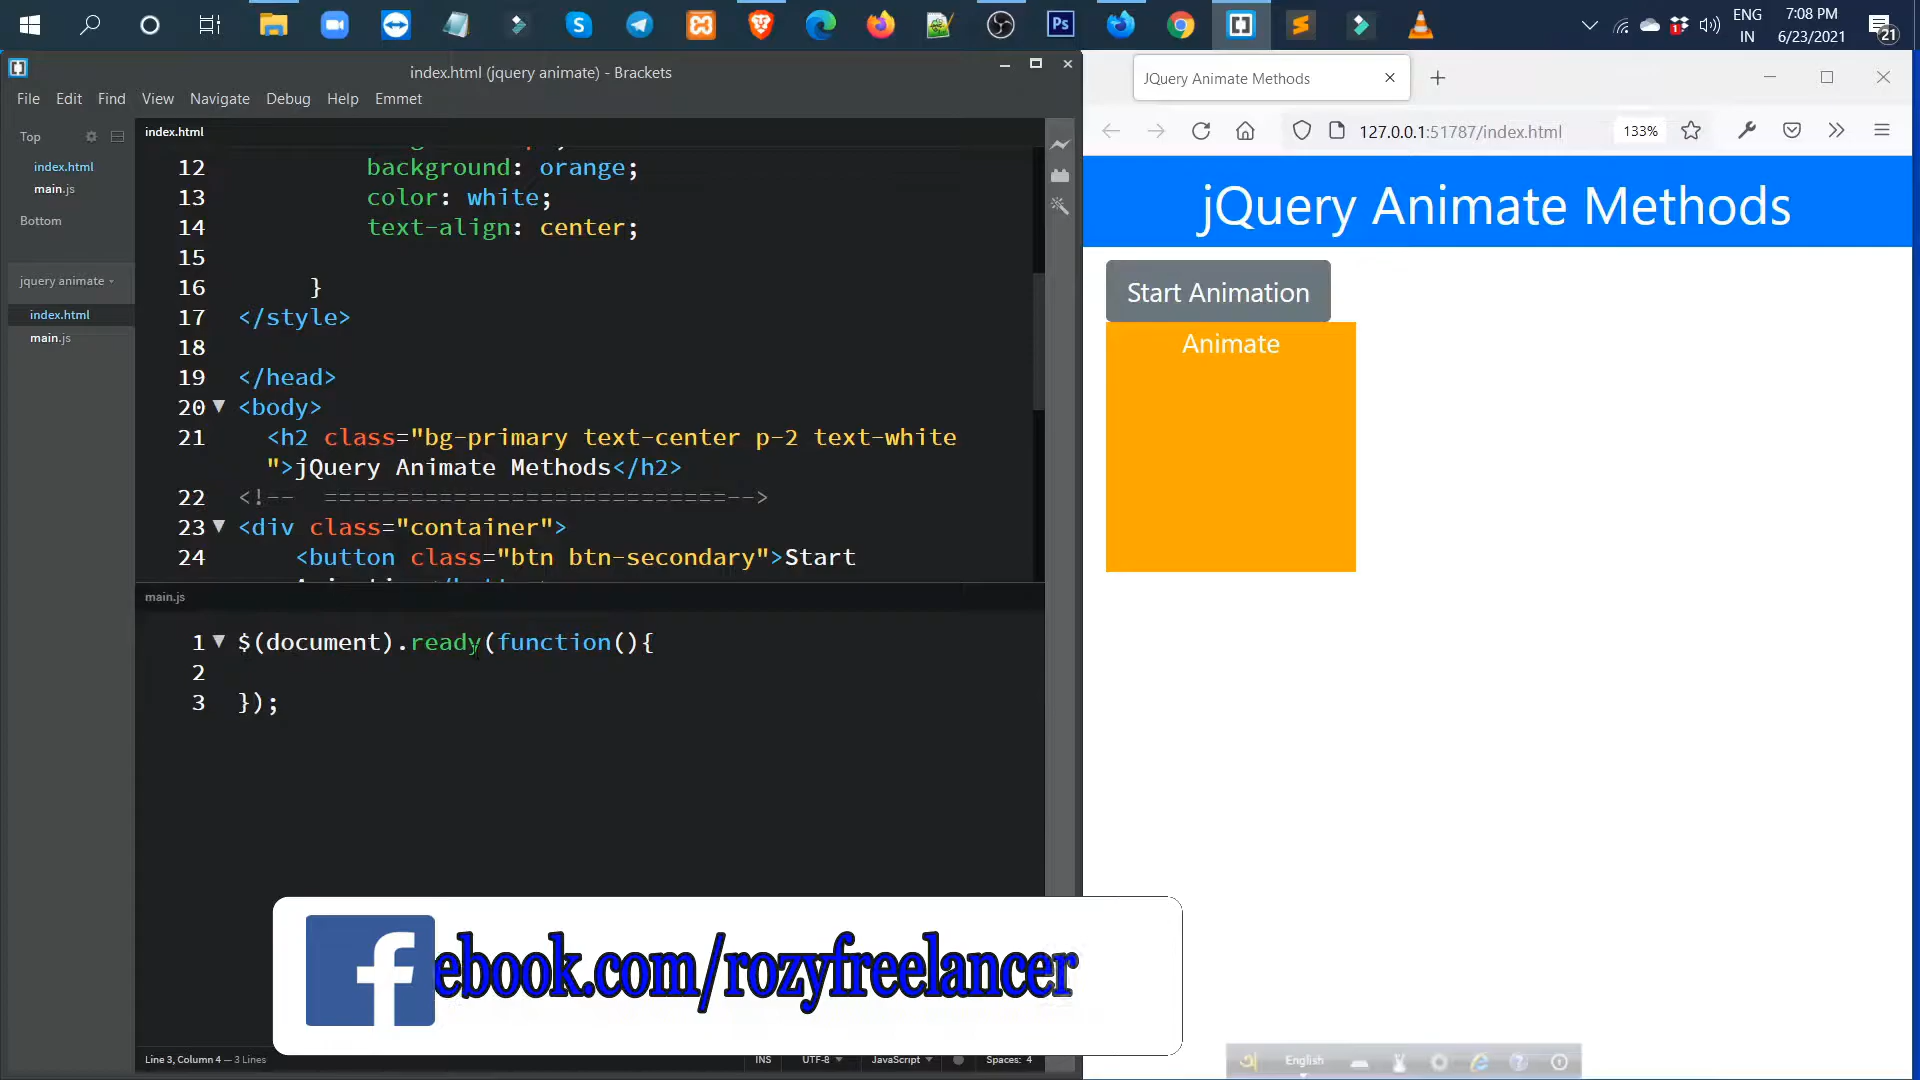 ENG
IN
7:08 PM
6/23/2021
21
Ps
index.html (jquery animate) - Brackets
File Edit Find View Navigate Debug Help Emmet
Top
index.html
main.js
Bottom
jquery animate
index.html
main.js
index.html
12 background: orange;
13 color: white;
14 text-align: center;
15
16 }
17 </style>
18
19 </head>
20 <body>
21 <h2 class="bg-primary text-center p-2 text-white
">jQuery Animate Methods</h2>
22 <!-- ==============================-->
23 <div class="container">
24 <button class="btn btn-secondary">Start
main.js
1 $(document).ready(function(){
2
3 });
Line 3, Column 4 — 3 Lines
INS UTF-8 JavaScript Spaces: 4
JQuery Animate Methods
127.0.0.1:51787/index.html 133%
jQuery Animate Methods
Start Animation
Animate
ebook.com/rozyfreelancer
English